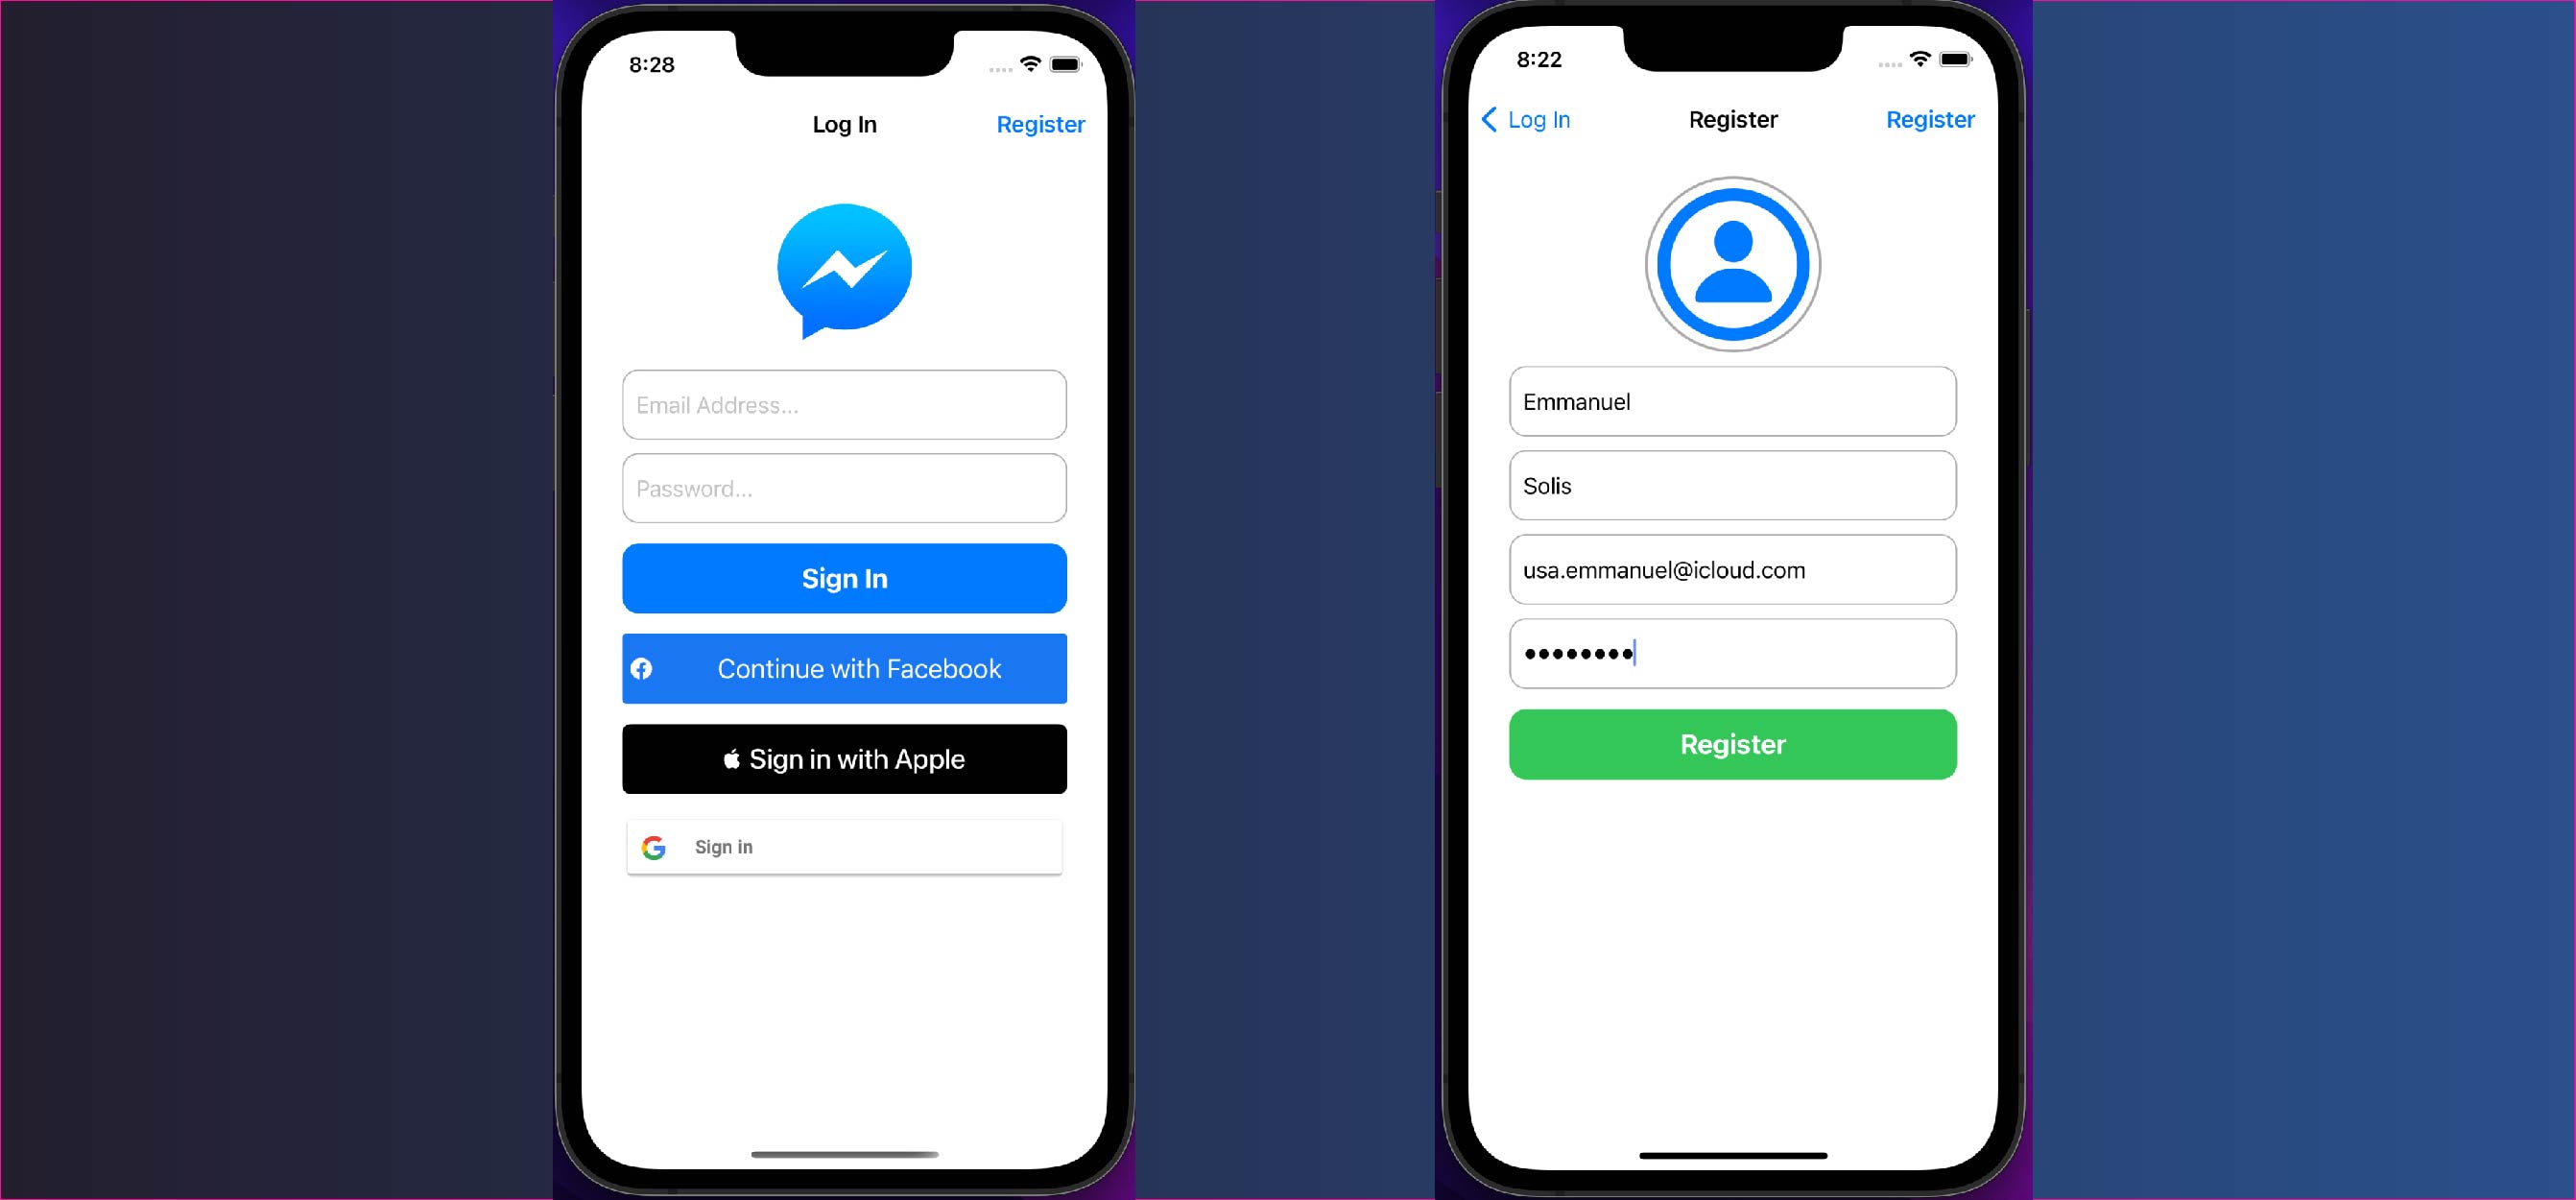 8:28
Log In
Register
Email Address...
Password...
Sign In
Continue with Facebook
Sign in with Apple
Sign in
8:22
Log In
Register
Register
Emmanuel
Solis
usa.emmanuel@icloud.com
••••••••
Register